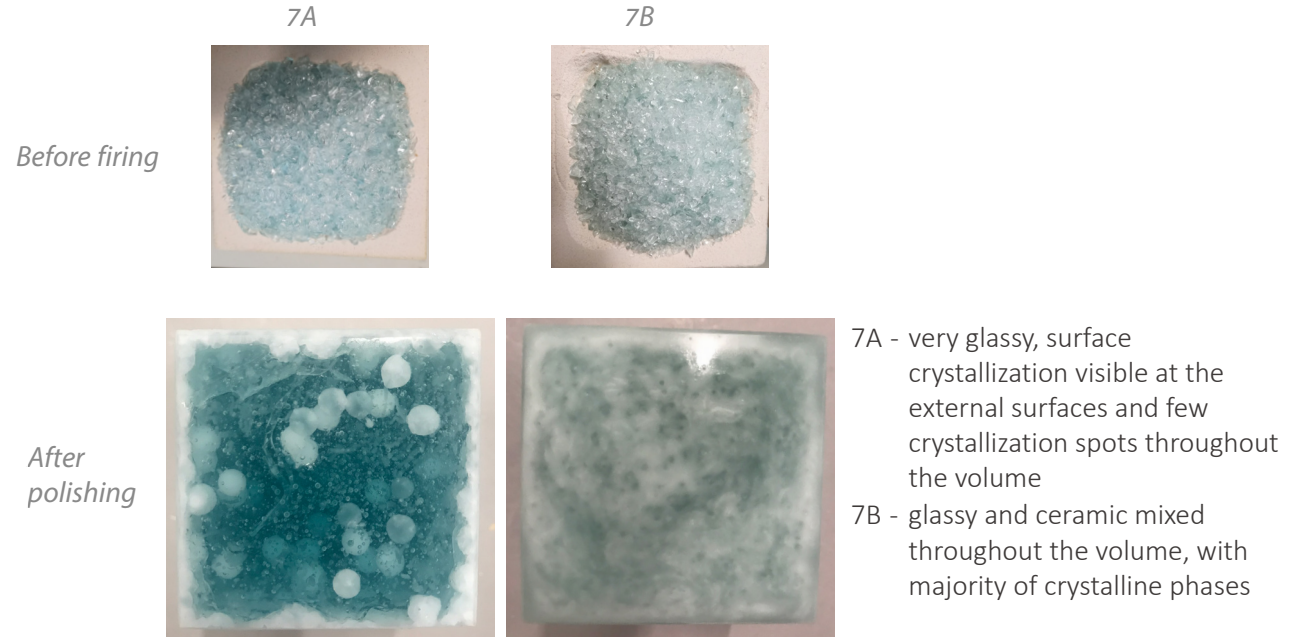 7A
7B
Before firing
After
polishing
7A - very glassy, surface
crystallization visible at the
external surfaces and few
crystallization spots throughout
the volume
7B - glassy and ceramic mixed
throughout the volume, with
majority of crystalline phases